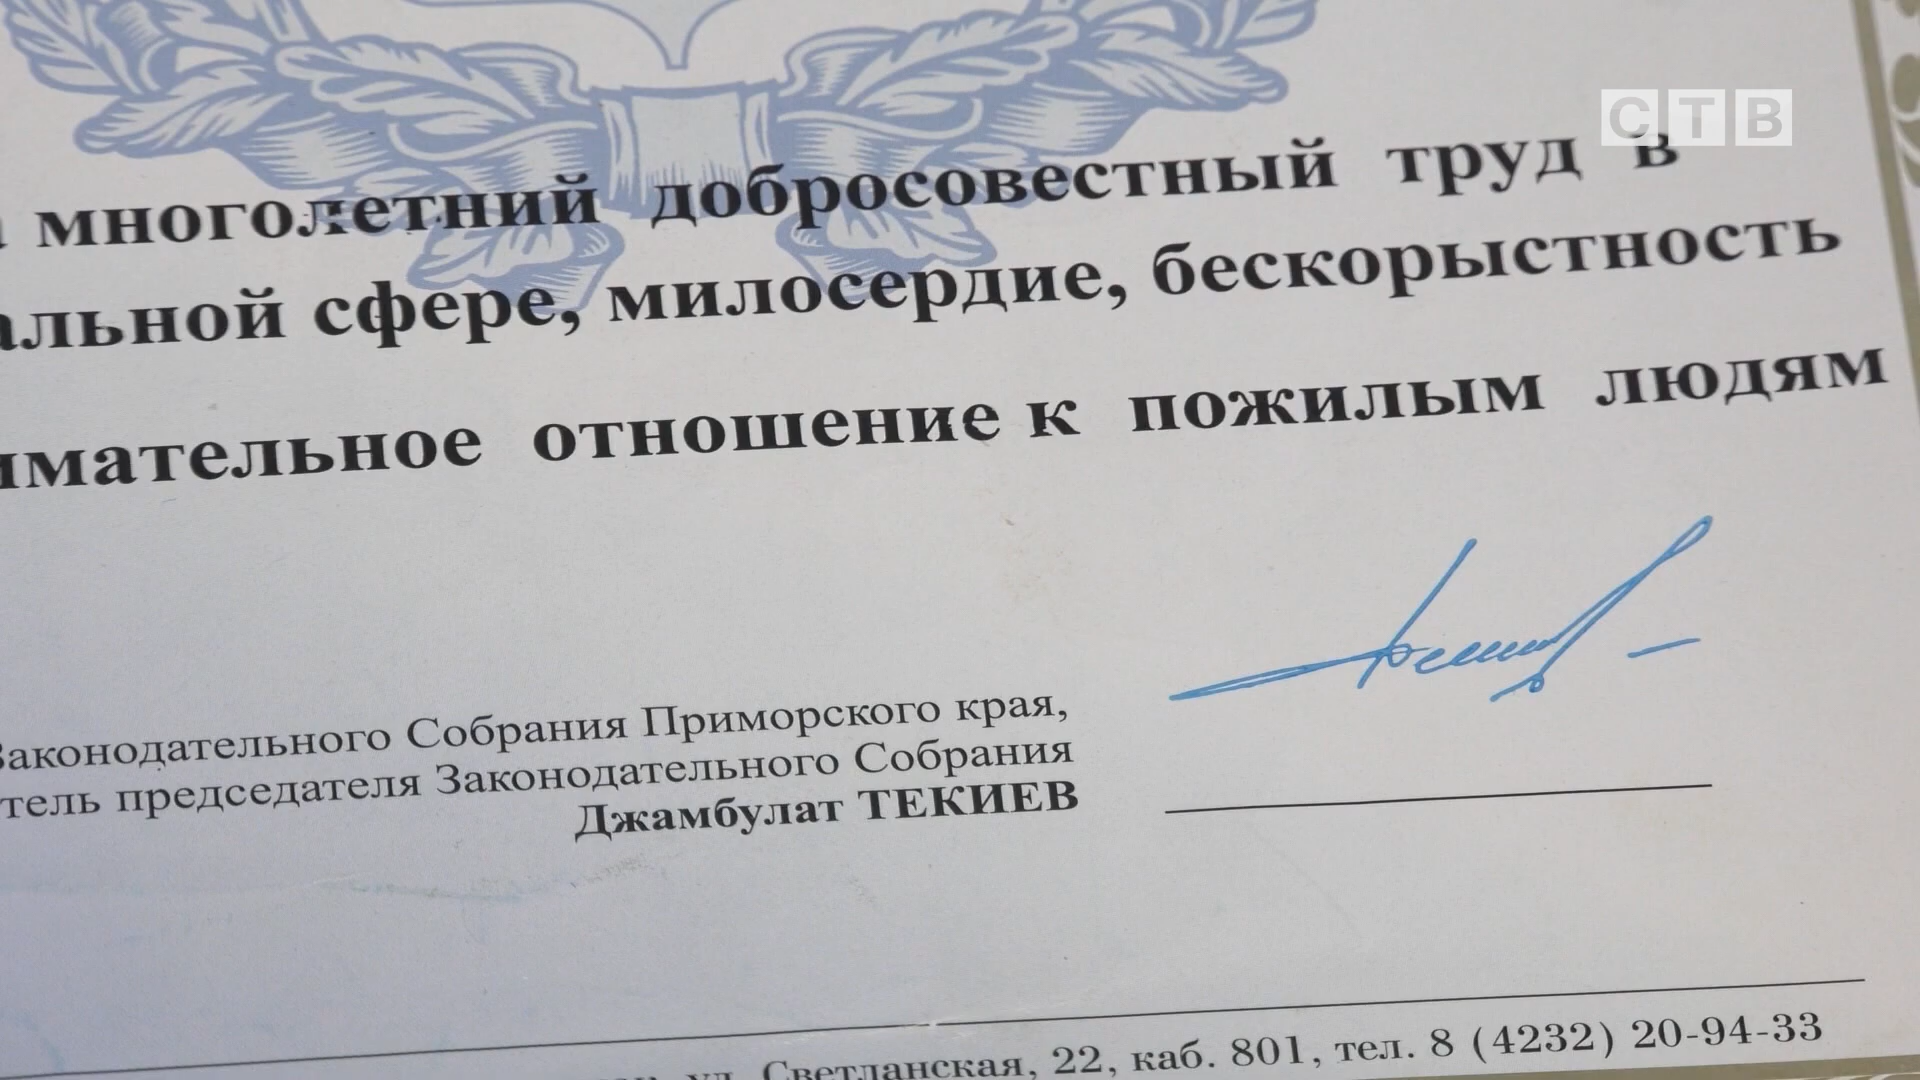 СТВ
многолетний добросовестный труд в
альной сфере, милосердие, бескорыстность
имательное отношение к пожилым людям
Законодательного Собрания Приморского края,
тель председателя Законодательного Собрания
Джамбулат ТЕКИЕВ
ул. Светланская, 22, каб. 801, тел. 8 (4232) 20-94-33